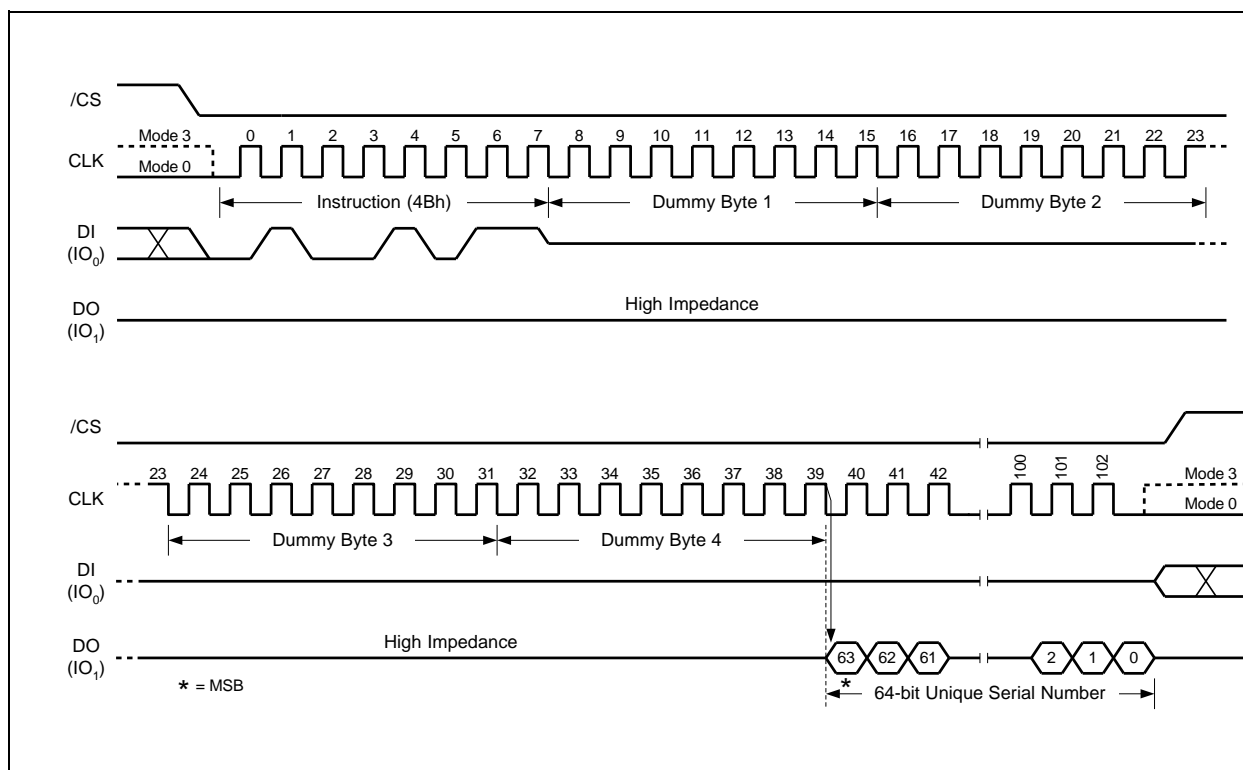 /CS
Mode 3 0 1 2 3 4 5 6 7 8 9 10 11 12 13 14 15 16 17 18 19 20 21 22 23
CLK
Mode 0
Instruction (4Bh) Dummy Byte 1 Dummy Byte 2
DI
(IO0)
DO High Impedance
(IO1)
/CS
23 24 25 26 27 28 29 30 31 32 33 34 35 36 37 38 39 40 41 42 100 101 102 Mode 3
CLK
Mode 0
Dummy Byte 3 Dummy Byte 4
DI
(IO0)
DO High Impedance
(IO1) 63 62 61 2 1 0
* = MSB * 64-bit Unique Serial Number